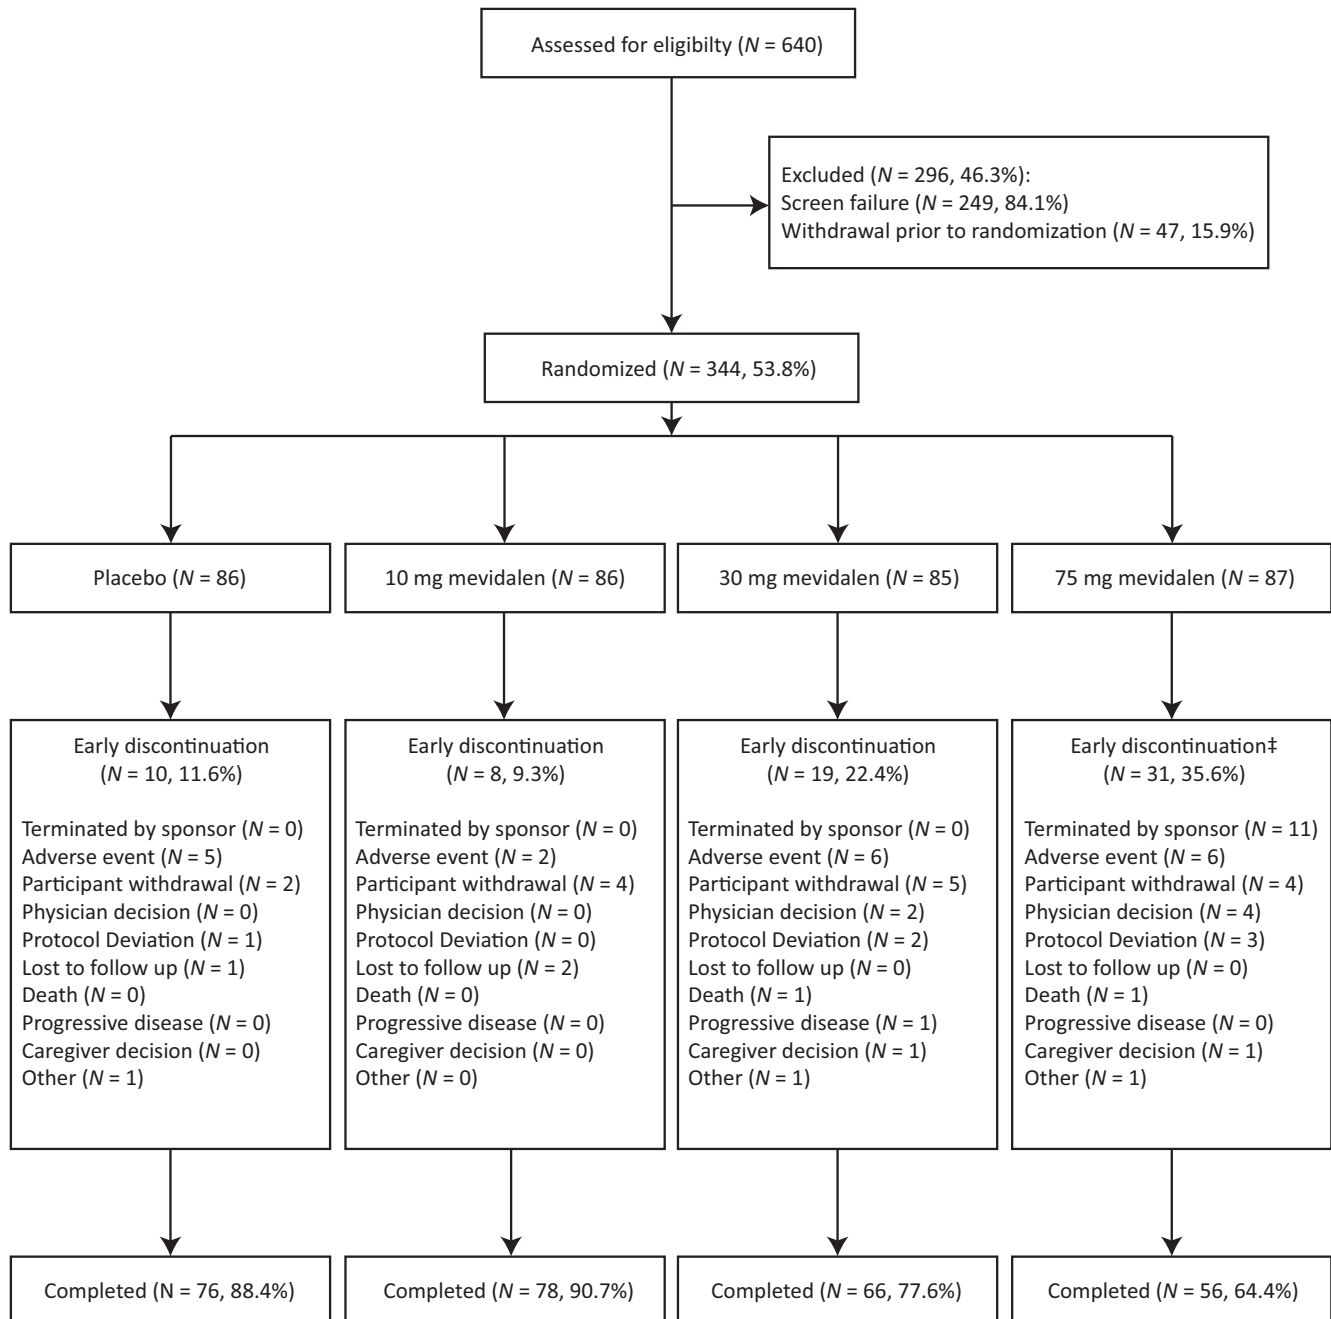 Assessed for eligibilty (N = 640)
Excluded (N = 296, 46.3%):
Screen failure (N = 249, 84.1%)
Withdrawal prior to randomization (N = 47, 15.9%)
Randomized (N = 344, 53.8%)
Placebo (N = 86)
10 mg mevidalen (N = 86)
30 mg mevidalen (N = 85)
75 mg mevidalen (N = 87)
Early discontinuation
(N = 10, 11.6%)
Terminated by sponsor (N = 0)
Adverse event (N = 5)
Participant withdrawal (N = 2)
Physician decision (N = 0)
Protocol Deviation (N = 1)
Lost to follow up (N = 1)
Death (N = 0)
Progressive disease (N = 0)
Caregiver decision (N = 0)
Other (N = 1)
Early discontinuation
(N = 8, 9.3%)
Terminated by sponsor (N = 0)
Adverse event (N = 2)
Participant withdrawal (N = 4)
Physician decision (N = 0)
Protocol Deviation (N = 0)
Lost to follow up (N = 2)
Death (N = 0)
Progressive disease (N = 0)
Caregiver decision (N = 0)
Other (N = 0)
Early discontinuation
(N = 19, 22.4%)
Terminated by sponsor (N = 0)
Adverse event (N = 6)
Participant withdrawal (N = 5)
Physician decision (N = 2)
Protocol Deviation (N = 2)
Lost to follow up (N = 0)
Death (N = 1)
Progressive disease (N = 1)
Caregiver decision (N = 1)
Other (N = 1)
Early discontinuation‡
(N = 31, 35.6%)
Terminated by sponsor (N = 11)
Adverse event (N = 6)
Participant withdrawal (N = 4)
Physician decision (N = 4)
Protocol Deviation (N = 3)
Lost to follow up (N = 0)
Death (N = 1)
Progressive disease (N = 0)
Caregiver decision (N = 1)
Other (N = 1)
Completed (N = 76, 88.4%)
Completed (N = 78, 90.7%)
Completed (N = 66, 77.6%)
Completed (N = 56, 64.4%)